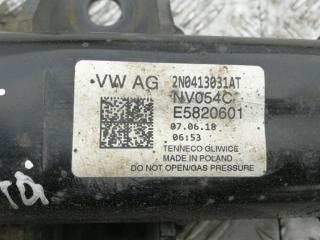 VW AG 2N0413031AT
NV054C
E5820601
07.06.18
06:53
TENNECO GLIWICE
MADE IN POLAND
DO NOT OPEN/GAS PRESSURE